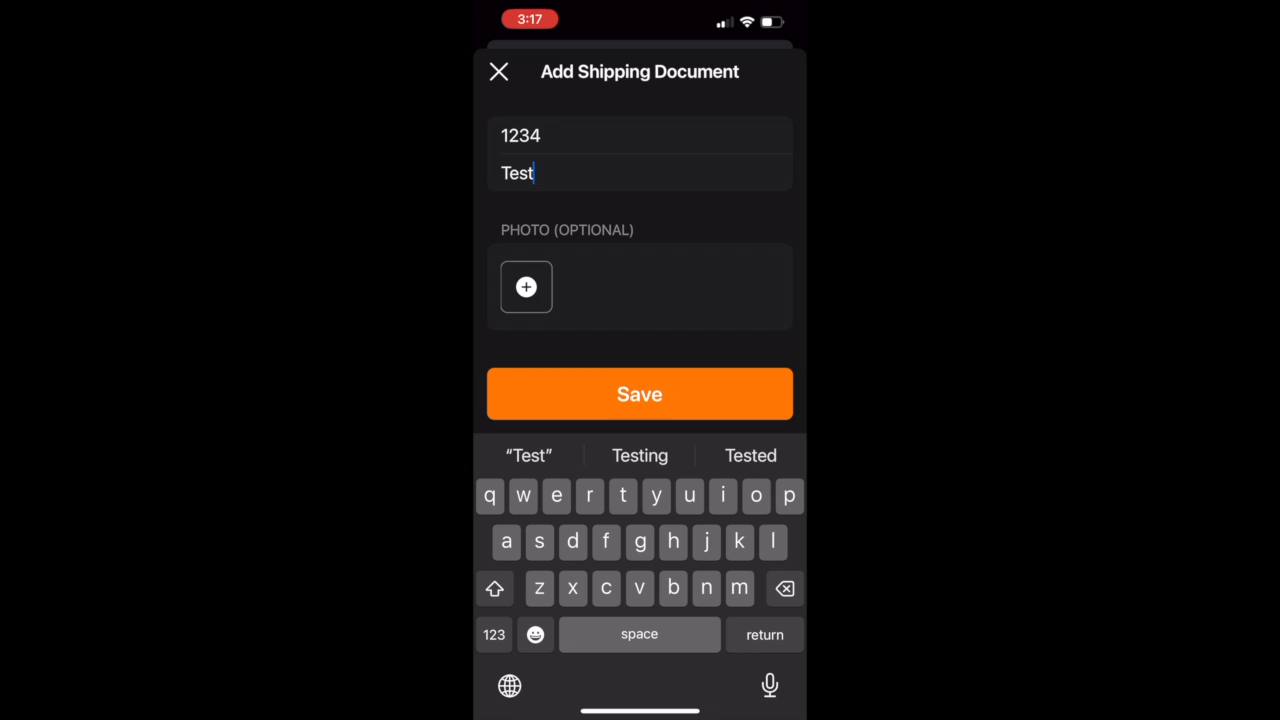 3:17
Add Shipping Document
1234
Test
PHOTO (OPTIONAL)
Save
“Test” Testing Tested
q w e r t y u i o p
a s d f g h j k l
z x c v b n m
123 space return